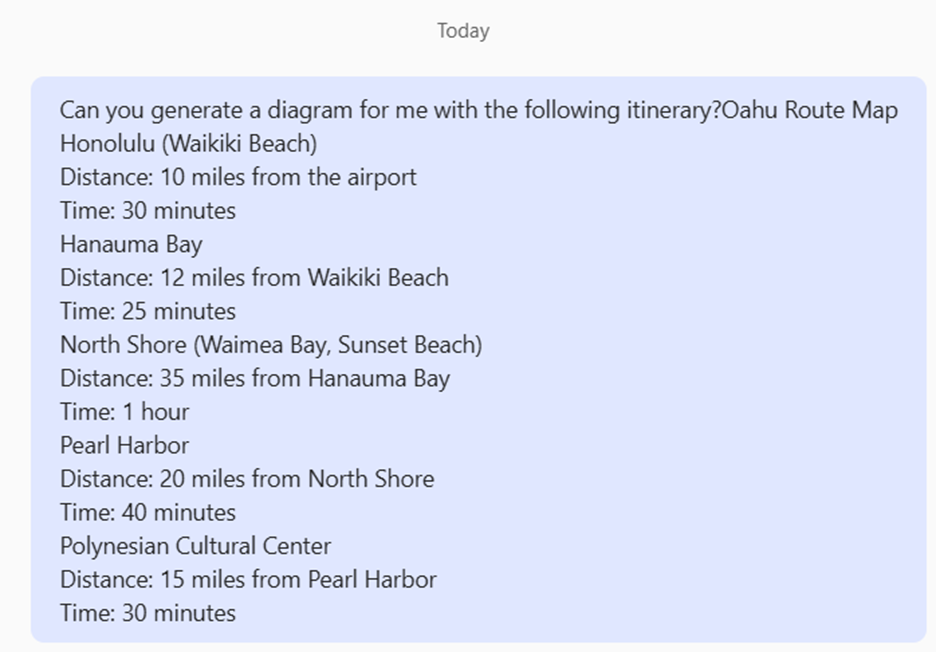 Today
Can you generate a diagram for me with the following itinerary?Oahu Route Map
Honolulu (Waikiki Beach)
Distance: 10 miles from the airport
Time: 30 minutes
Hanauma Bay
Distance: 12 miles from Waikiki Beach
Time: 25 minutes
North Shore (Waimea Bay, Sunset Beach)
Distance: 35 miles from Hanauma Bay
Time: 1 hour
Pearl Harbor
Distance: 20 miles from North Shore
Time: 40 minutes
Polynesian Cultural Center
Distance: 15 miles from Pearl Harbor
Time: 30 minutes